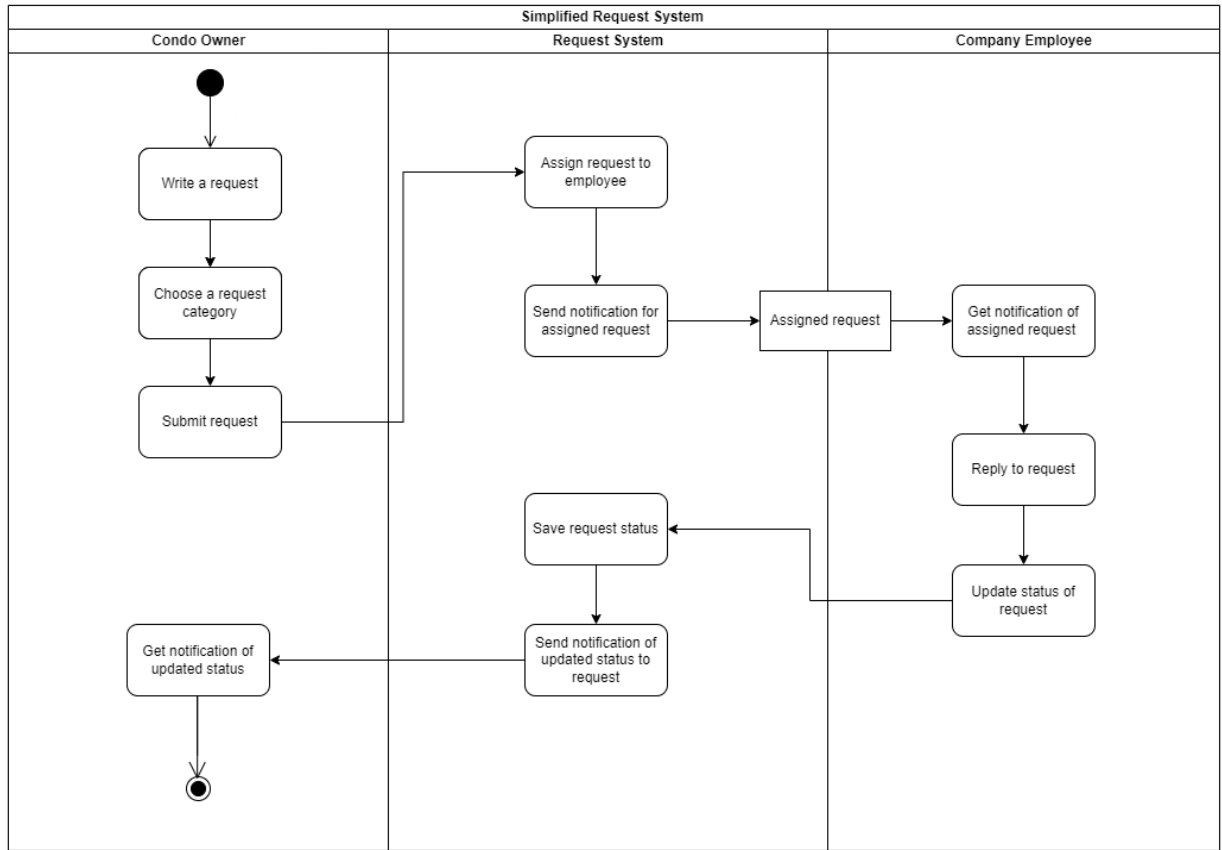 Simplified Request System
Condo Owner
Request System
Company Employee
Write a request
Choose a request
category
Submit request
Assign request to
employee
Send notification for
assigned request
Assigned request
Get notification of
assigned request
Reply to request
Update status of
request
Save request status
Send notification of
updated status to
request
Get notification of
updated status